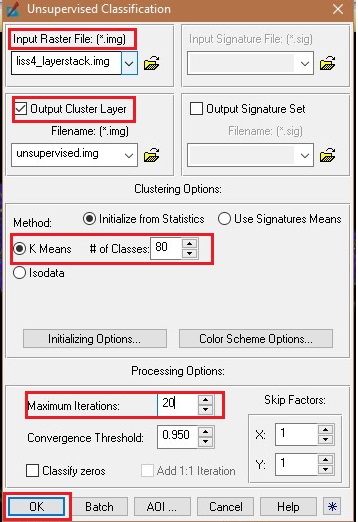 Unsupervised Classification
Input Raster File: (*.img)
Input Signature File: (*.sig)
liss4_layerstack.img
Output Cluster Layer
Output Signature Set
Filename: (*.img)
Filename: (*.sig)
unsupervised.img
Clustering Options:
Method:
Initialize from Statistics
Use Signatures Means
K Means
# of Classes: 80
Isodata
Initializing Options...
Color Scheme Options...
Processing Options:
Maximum Iterations: 20
Skip Factors:
Convergence Threshold: 0.950
X: 1
Classify zeros
Add 1:1 Iteration
Y: 1
OK
Batch
AOI ...
Cancel
Help